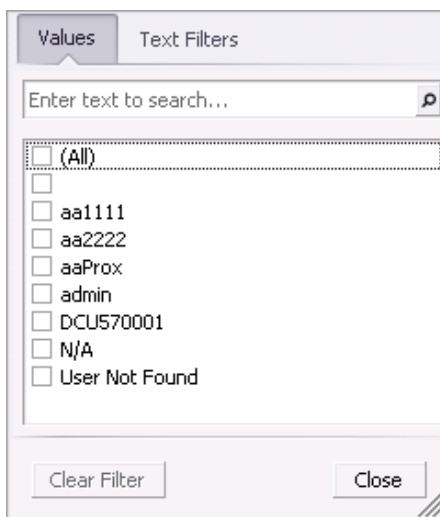 Values Text Filters
Enter text to search...
(All)
aa1111
aa2222
aaProx
admin
DCU570001
N/A
User Not Found
Clear Filter Close